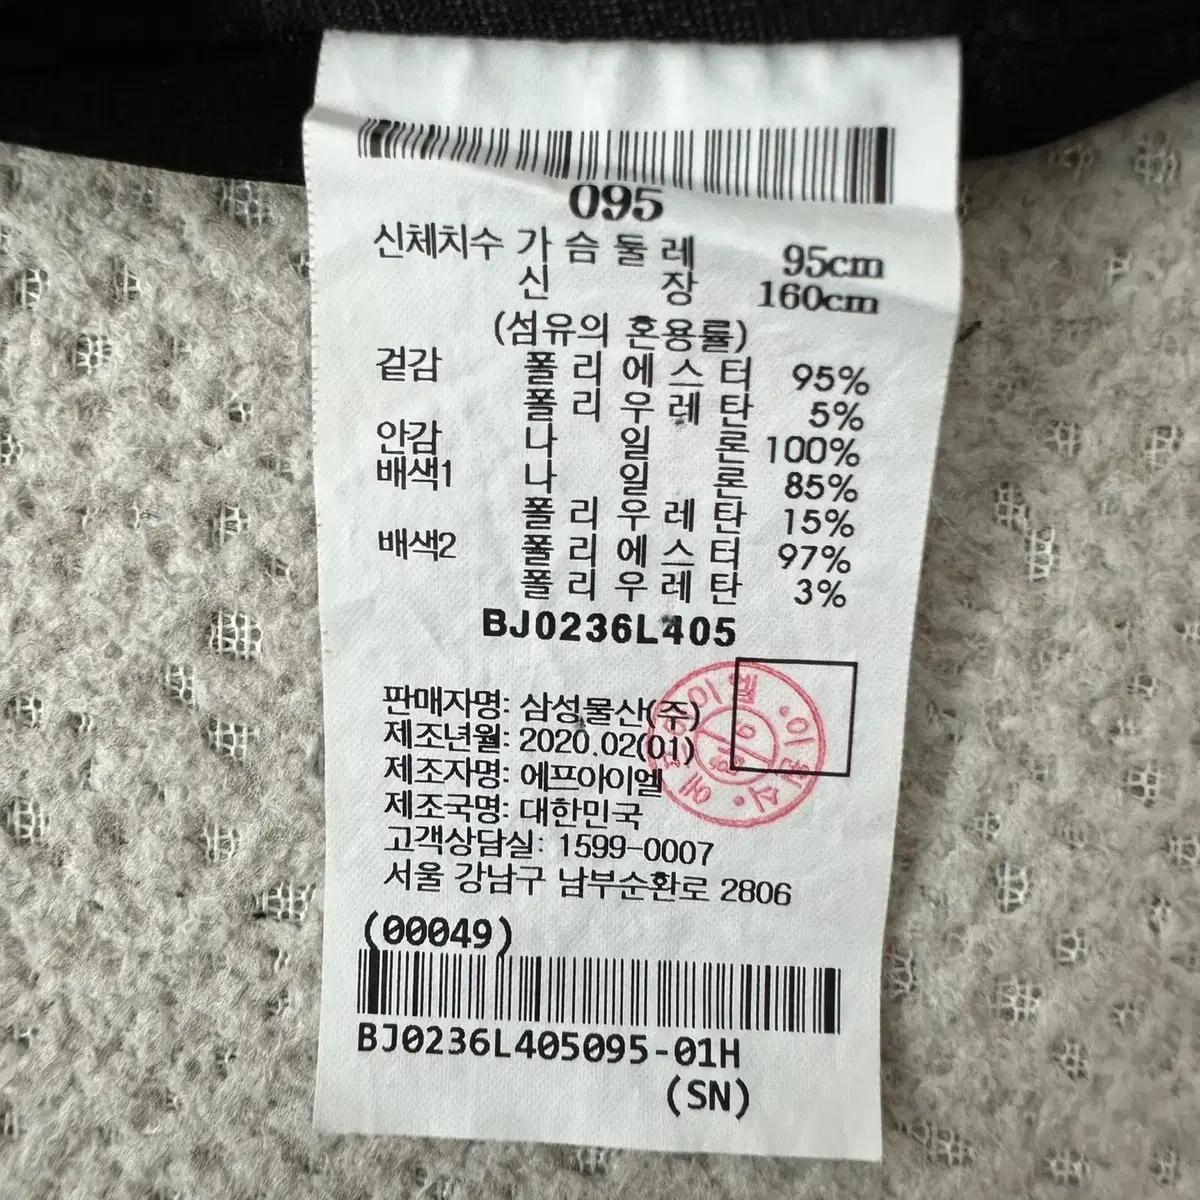 095
신체치수 가슴둘레 95cm
신장 160cm
(섬유의 혼용률)
겉감 폴리에스터 95%
폴리우레탄 5%
안감 나일론 100%
배색1 나일론 85%
폴리우레탄 15%
배색2 폴리에스터 97%
폴리우레탄 3%
BJ0236L405
판매자명: 삼성물산(주)
제조년월: 2020.02(01)
제조자명: 에프아이엘
제조국명: 대한민국
고객상담실: 1599-0007
서울 강남구 남부순환로 2806
(00049)
BJ0236L405095-01H
(SN)